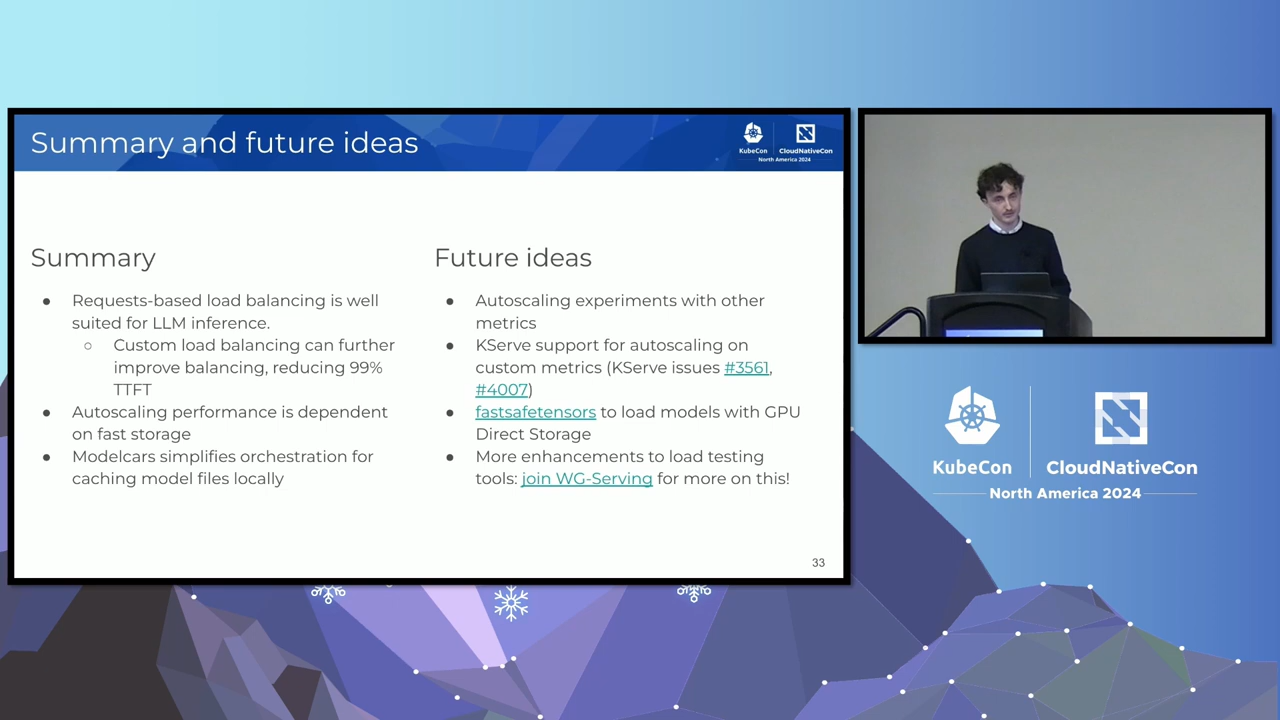 Summary and future ideas
KubeCon
CloudNativeCon
North America 2024
Summary
● Requests-based load balancing is well
suited for LLM inference.
○ Custom load balancing can further
improve balancing, reducing 99%
TTFT
● Autoscaling performance is dependent
on fast storage
● Modelcars simplifies orchestration for
caching model files locally
Future ideas
● Autoscaling experiments with other
metrics
● KServe support for autoscaling on
custom metrics (KServe issues #3561,
#4007)
● fastsafetensors to load models with GPU
Direct Storage
● More enhancements to load testing
tools: join WG-Serving for more on this!
33
KubeCon
CloudNativeCon
North America 2024